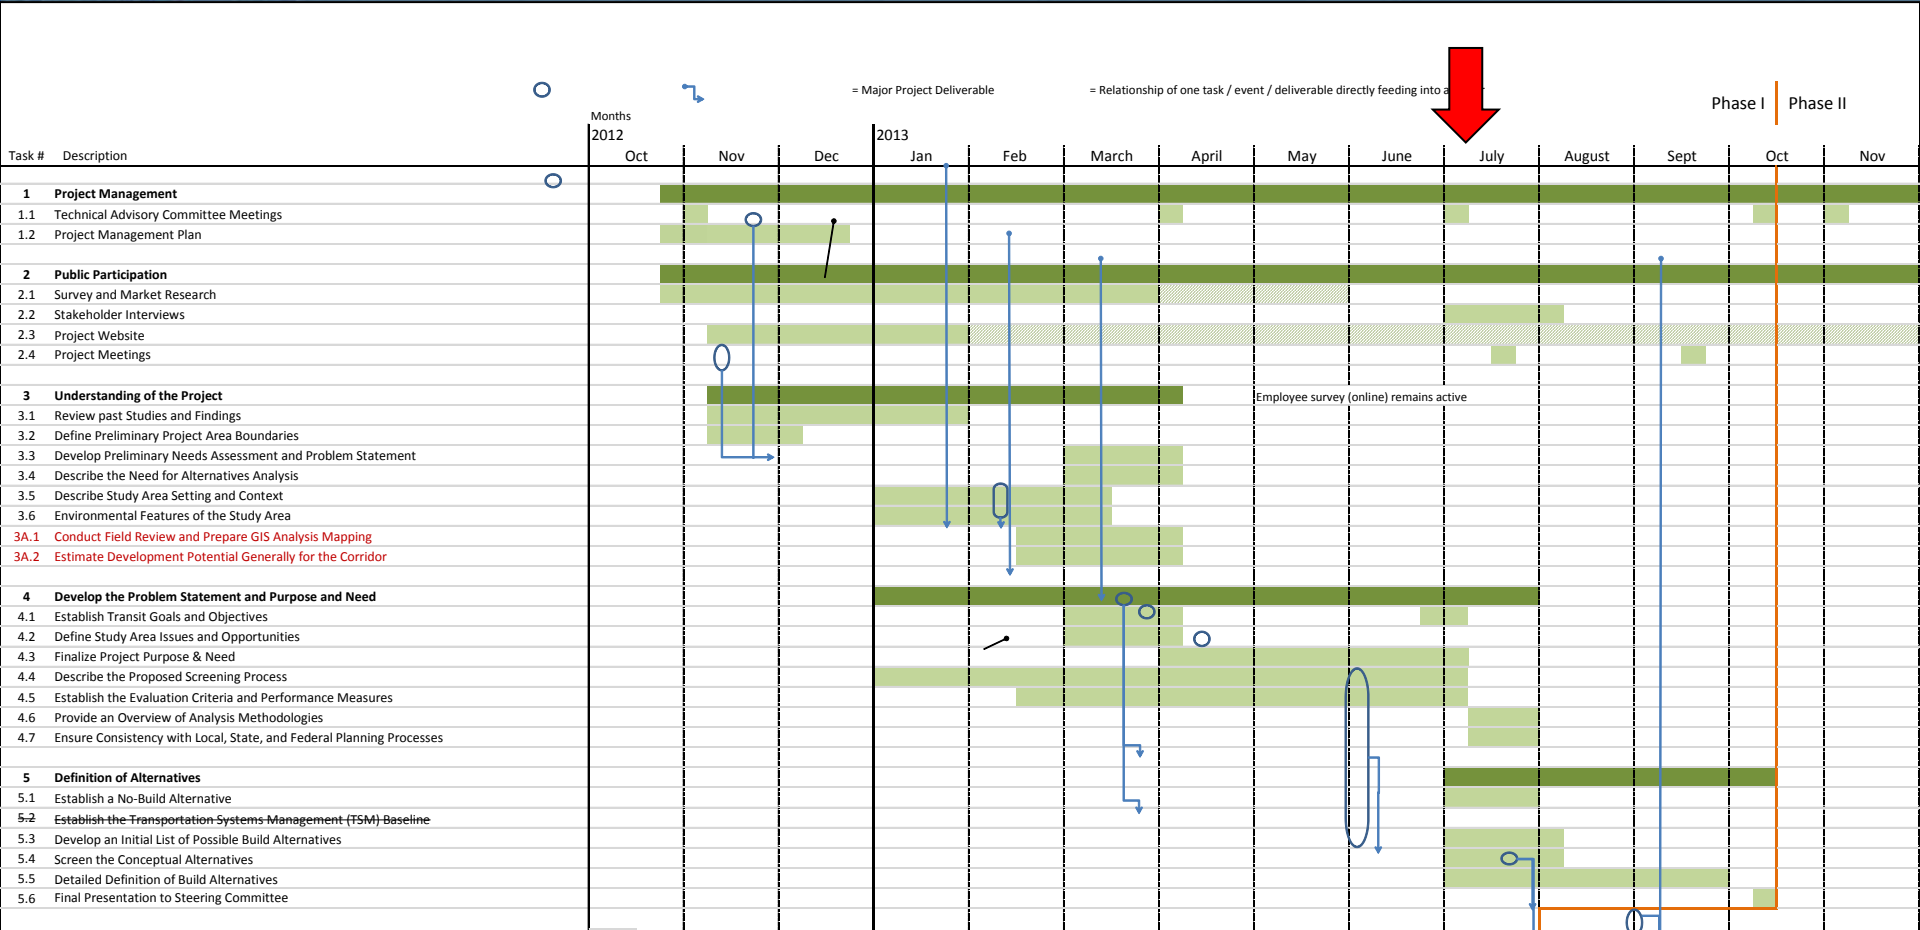 = Major Project Deliverable
= Relationship of one task / event / deliverable directly feeding into a
Phase I
Phase II
Months
2012
2013
Task #
Description
Oct
Nov
Dec
Jan
Feb
March
April
May
June
July
August
Sept
Oct
Nov
1 Project Management
1.1 Technical Advisory Committee Meetings
1.2 Project Management Plan
2 Public Participation
2.1 Survey and Market Research
2.2 Stakeholder Interviews
2.3 Project Website
2.4 Project Meetings
3 Understanding of the Project
Employee survey (online) remains active
3.1 Review past Studies and Findings
3.2 Define Preliminary Project Area Boundaries
3.3 Develop Preliminary Needs Assessment and Problem Statement
3.4 Describe the Need for Alternatives Analysis
3.5 Describe Study Area Setting and Context
3.6 Environmental Features of the Study Area
3A.1 Conduct Field Review and Prepare GIS Analysis Mapping
3A.2 Estimate Development Potential Generally for the Corridor
4 Develop the Problem Statement and Purpose and Need
4.1 Establish Transit Goals and Objectives
4.2 Define Study Area Issues and Opportunities
4.3 Finalize Project Purpose & Need
4.4 Describe the Proposed Screening Process
4.5 Establish the Evaluation Criteria and Performance Measures
4.6 Provide an Overview of Analysis Methodologies
4.7 Ensure Consistency with Local, State, and Federal Planning Processes
5 Definition of Alternatives
5.1 Establish a No-Build Alternative
5.2 Establish the Transportation Systems Management (TSM) Baseline
5.3 Develop an Initial List of Possible Build Alternatives
5.4 Screen the Conceptual Alternatives
5.5 Detailed Definition of Build Alternatives
5.6 Final Presentation to Steering Committee